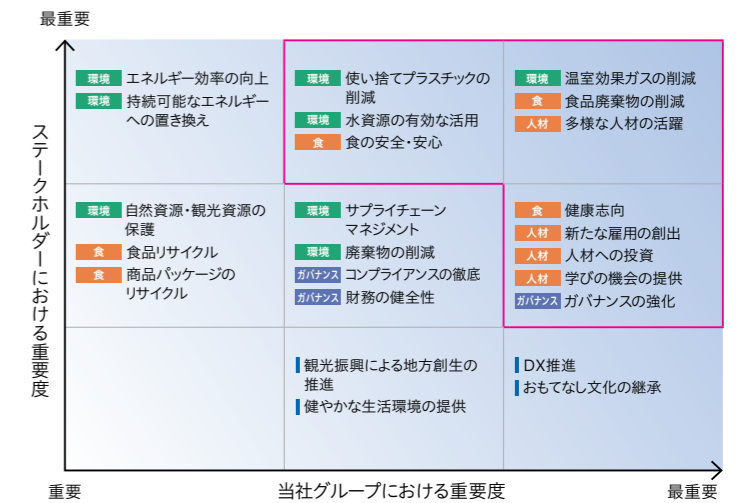 最重要
ステークホルダーにおける重要度
環境 エネルギー効率の向上
環境 持続可能なエネルギー
への置き換え
環境 使い捨てプラスチックの
削減
環境 水資源の有効な活用
食 食の安全・安心
環境 温室効果ガスの削減
食 食品廃棄物の削減
人材 多様な人材の活躍
環境 自然資源・観光資源の
保護
食 食品リサイクル
食 商品パッケージの
リサイクル
環境 サプライチェーン
マネジメント
環境 廃棄物の削減
ガバナンス コンプライアンスの徹底
ガバナンス 財務の健全性
食 健康志向
人材 新たな雇用の創出
人材 人材への投資
人材 学びの機会の提供
ガバナンス ガバナンスの強化
観光振興による地方創生の
推進
健やかな生活環境の提供
DX推進
おもてなし文化の継承
重要
当社グループにおける重要度
最重要